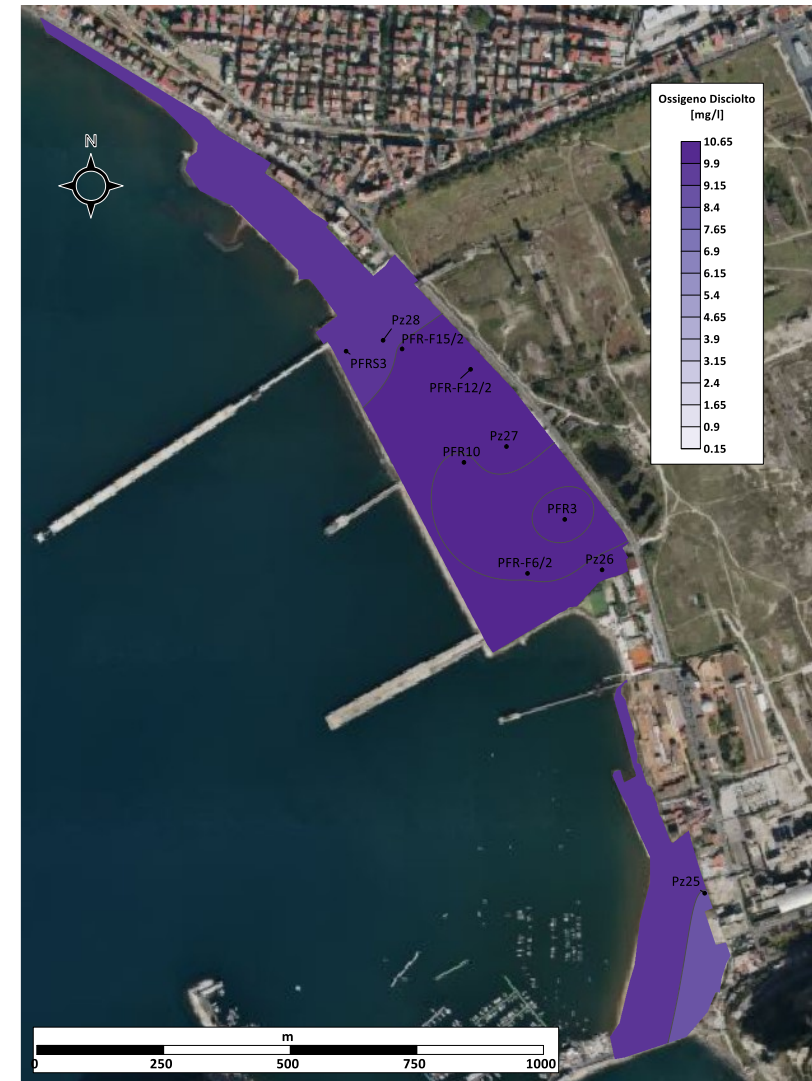 Ossigeno Disciolto
[mg/l]
10.65
9.9
9.15
8.4
7.65
6.9
6.15
5.4
4.65
3.9
3.15
2.4
1.65
0.9
0.15
N
Pz28
PFR-F15/2
PFRS3
PFR-F12/2
Pz27
PFR10
PFR3
PFR-F6/2
Pz26
Pz25
m
0 250 500 750 1000